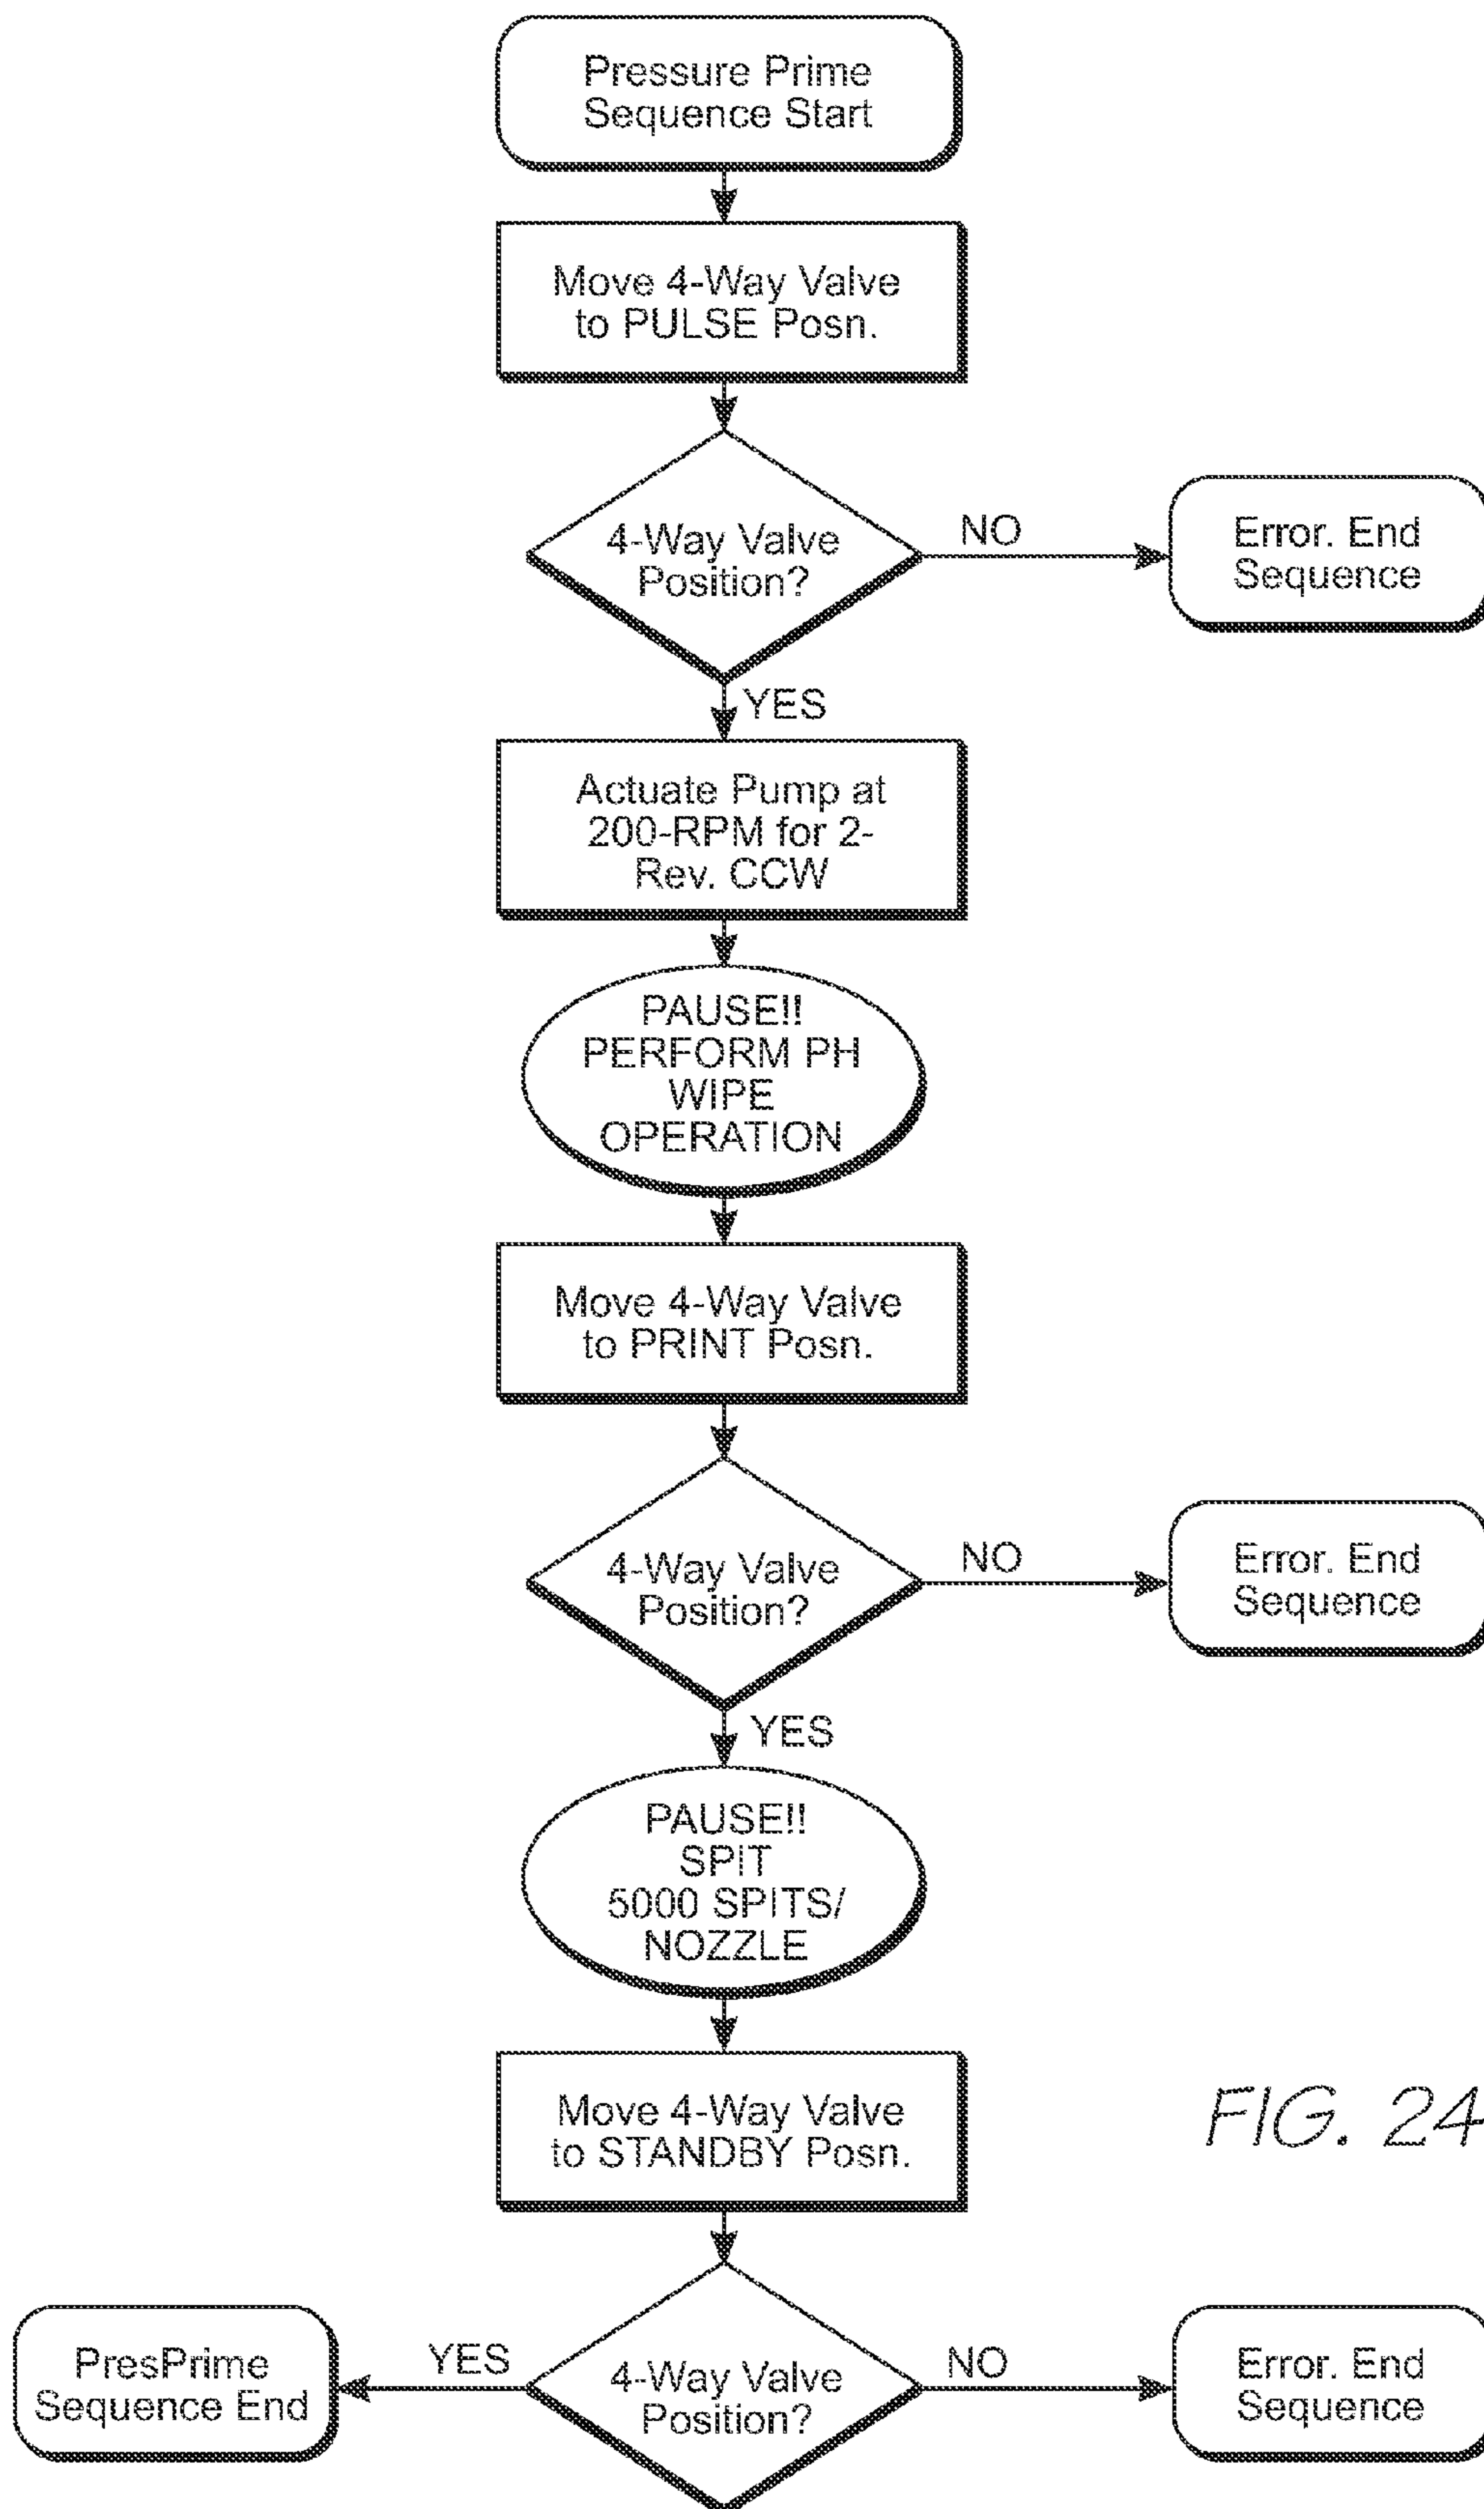 Pressure Prime
Sequence Start
Move 4-Way Valve
to PULSE Posn.
4-Way Valve
Position?
NO
Error. End
Sequence
YES
Actuate Pump at
200-RPM for 2-
Rev. CCW
PAUSE!!
PERFORM PH
WIPE
OPERATION
Move 4-Way Valve
to PRINT Posn.
4-Way Valve
Position?
NO
Error. End
Sequence
YES
PAUSE!!
SPIT
5000 SPITS/
NOZZLE
Move 4-Way Valve
to STANDBY Posn.
FIG. 24
4-Way Valve
Position?
YES
PresPrime
Sequence End
NO
Error. End
Sequence